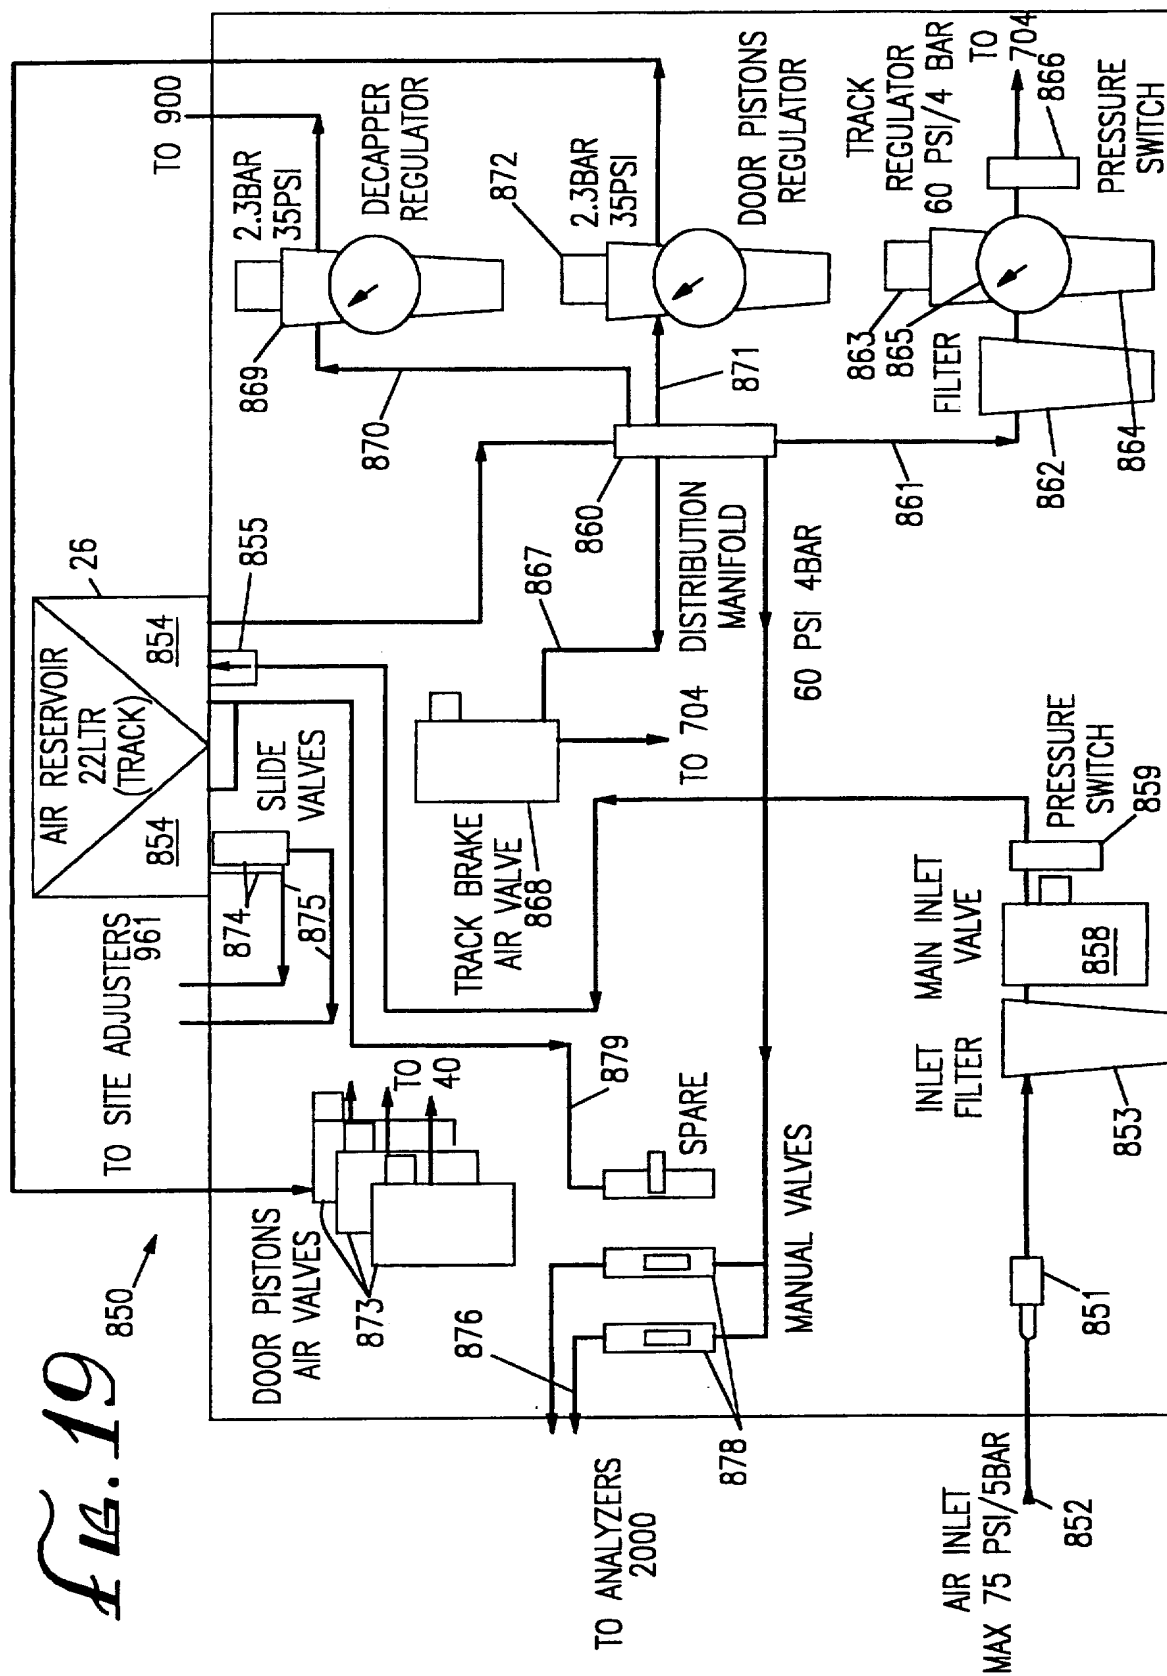 FIG. 19
850
TO SITE ADJUSTERS
961
26
AIR RESERVOIR
22LTR
(TRACK)
854
854
855
874
875
SLIDE
VALVES
TO 900
2.3BAR
35PSI
869
DECAPPER
REGULATOR
870
872
2.3BAR
35PSI
DOOR PISTONS
REGULATOR
871
DOOR PISTONS
AIR VALVES
873
TO
40
876
879
SPARE
TRACK BRAKE
AIR VALVE
868
867
TO 704
860
DISTRIBUTION
MANIFOLD
861
60 PSI 4BAR
TRACK
REGULATOR
60 PSI/4 BAR
TO
704
866
863
865
FILTER
862
864
PRESSURE
SWITCH
TO ANALYZERS
2000
878
MANUAL VALVES
AIR INLET
MAX 75 PSI/5BAR
852
851
INLET
FILTER
853
MAIN INLET
VALVE
858
PRESSURE
SWITCH
859